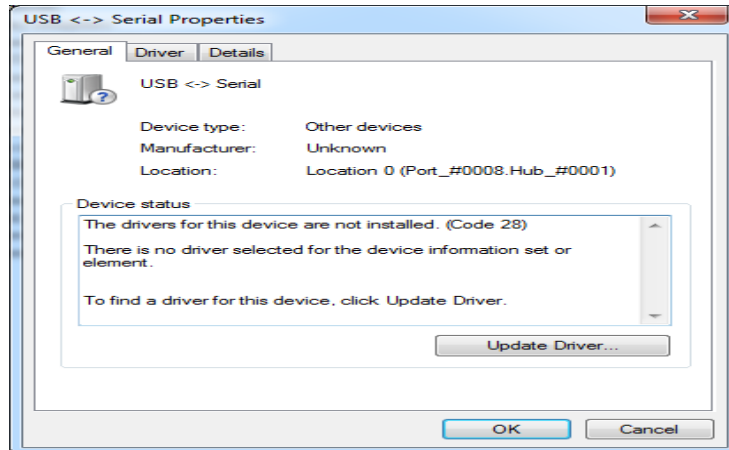 USB <-> Serial Properties
General Driver Details
USB <-> Serial
Device type: Other devices
Manufacturer: Unknown
Location: Location 0 (Port_#0008.Hub_#0001)
Device status
The drivers for this device are not installed. (Code 28)
There is no driver selected for the device information set or
element.
To find a driver for this device, click Update Driver.
Update Driver...
OK Cancel